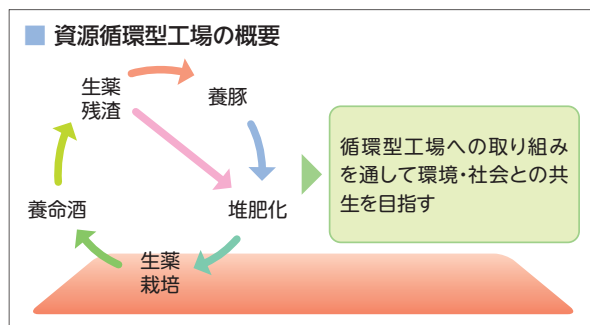 資源循環型工場の概要
生薬
残渣
養豚
養命酒
堆肥化
生薬
栽培
循環型工場への取り組み
を通して環境・社会との共
生を目指す